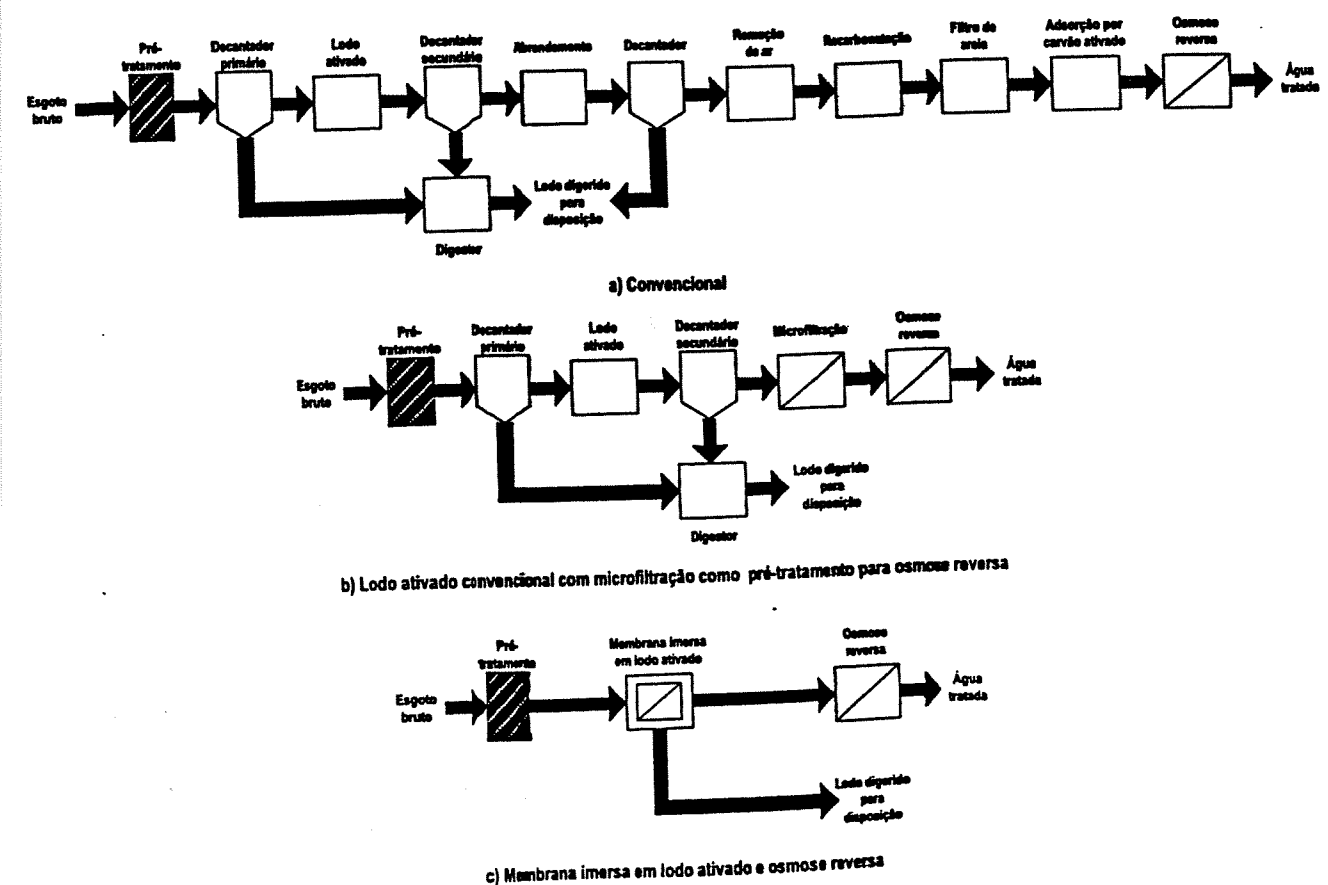 Pré-
tratamento
Decantador
primário
Lodo
ativado
Decantador
secundário
Abrandamento
Decantador
Remoção
de ar
Recarbonatação
Filtro de
areia
Adsorção por
carvão ativado
Osmose
reversa
Esgoto
bruto
Água
tratada
Lodo digerido
para
disposição
Digestor
a) Convencional
Pré-
tratamento
Decantador
primário
Lodo
ativado
Decantador
secundário
Microfiltração
Osmose
reversa
Esgoto
bruto
Água
tratada
Lodo digerido
para
disposição
Digestor
b) Lodo ativado convencional com microfiltração como pré-tratamento para osmose reversa
Pré-
tratamento
Membrana imersa
em lodo ativado
Osmose
reversa
Esgoto
bruto
Água
tratada
Lodo digerido
para
disposição
c) Membrana imersa em lodo ativado e osmose reversa